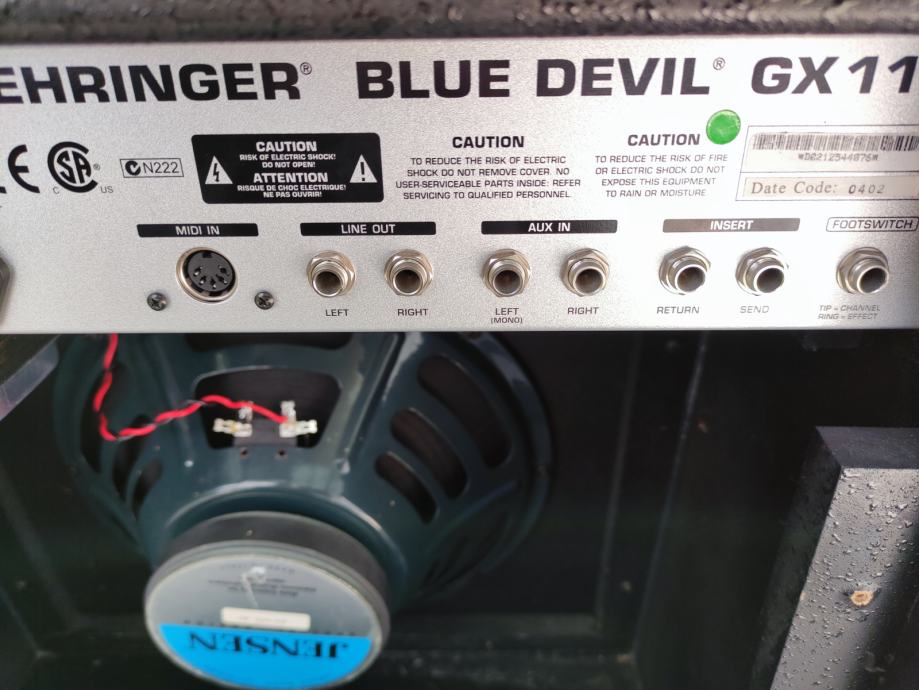 EHRINGER® BLUE DEVIL® GX11
CE
CSA®
C US
N222
CAUTION
RISK OF ELECTRIC SHOCK!
DO NOT OPEN!
ATTENTION
RISQUE DE CHOC ELECTRIQUE!
NE PAS OUVRIR!
CAUTION
TO REDUCE THE RISK OF ELECTRIC
SHOCK DO NOT REMOVE COVER. NO
USER-SERVICEABLE PARTS INSIDE: REFER
SERVICING TO QUALIFIED PERSONNEL.
CAUTION
TO REDUCE THE RISK OF FIRE
OR ELECTRIC SHOCK DO NOT
EXPOSE THIS EQUIPMENT
TO RAIN OR MOISTURE
Date Code: 0402
MIDI IN
LINE OUT
LEFT
RIGHT
AUX IN
LEFT
(MONO)
RIGHT
INSERT
RETURN
SEND
FOOTSWITCH
TIP = CHANNEL
RING = EFFECT
JENSEN